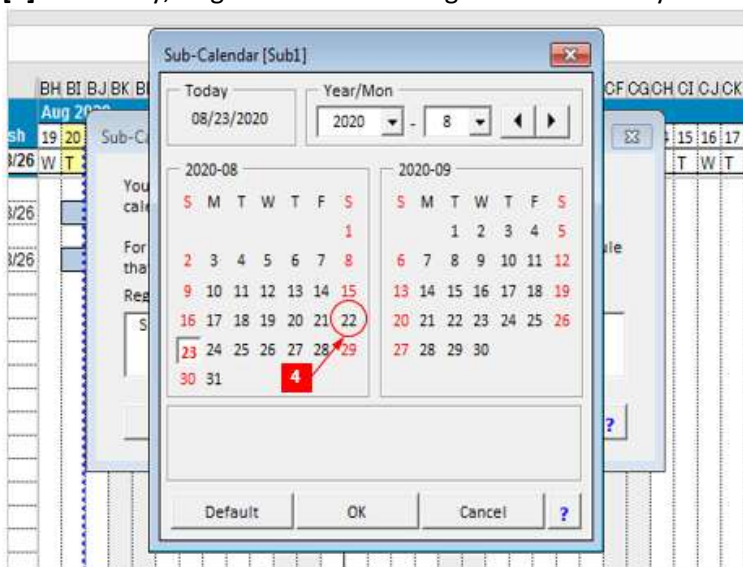 Sub-Calendar [Sub1]
BH BI BJ BK CF CG CH CI CJ CK
Aug
19 20 Sub-Ca 15 16 17
3/26 W T T W T
Today Year/Mon
08/23/2020 2020 - 8
You
cale
3/26
For
3/26
tha
Reg
S
2020-08 2020-09
S M T W T F S S M T W T F S
1 1 2 3 4 5
2 3 4 5 6 7 8 6 7 8 9 10 11 12
9 10 11 12 13 14 15 13 14 15 16 17 18 19
16 17 18 19 20 21 22 20 21 22 23 24 25 26
23 24 25 26 27 28 29 27 28 29 30
30 31 4
?
Default OK Cancel ?